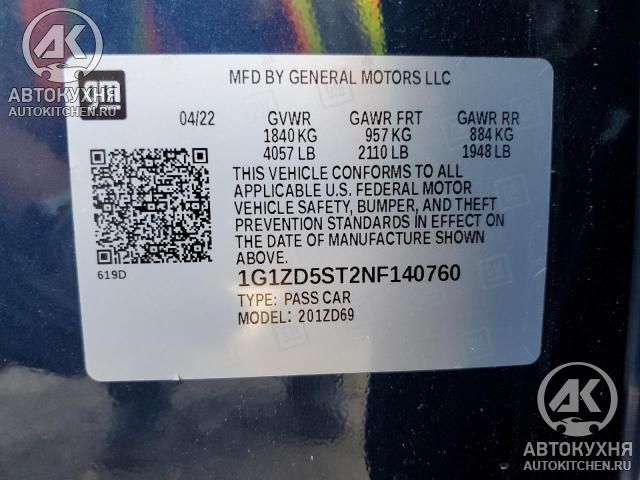 АВТОКУХНЯ
AUTOKITCHEN.RU
gm
MFD BY GENERAL MOTORS LLC
04/22 GVWR GAWR FRT GAWR RR
1840 KG 957 KG 884 KG
4057 LB 2110 LB 1948 LB
THIS VEHICLE CONFORMS TO ALL
APPLICABLE U.S. FEDERAL MOTOR
VEHICLE SAFETY, BUMPER, AND THEFT
PREVENTION STANDARDS IN EFFECT ON
THE DATE OF MANUFACTURE SHOWN
ABOVE.
619D
1G1ZD5ST2NF140760
TYPE: PASS CAR
MODEL: 201ZD69
АК
АВТОКУХНЯ
AUTOKITCHEN.RU